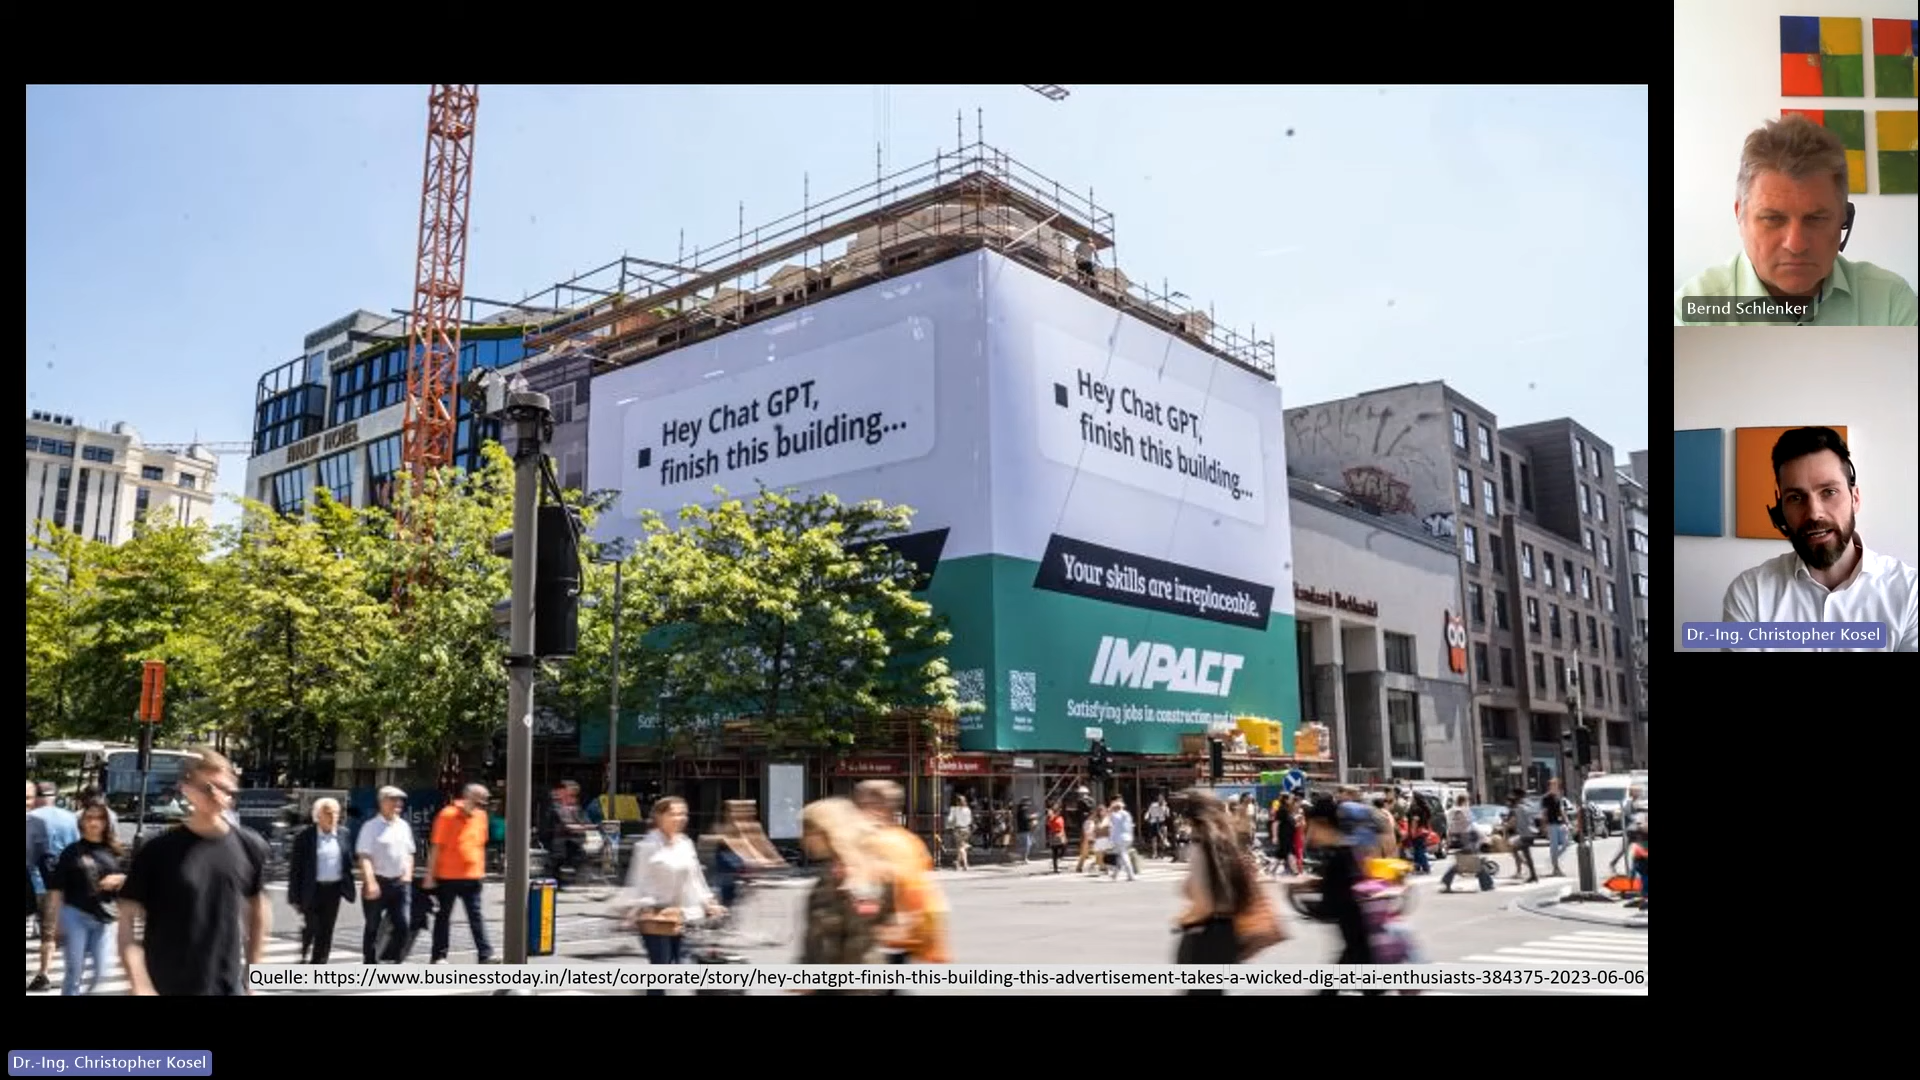 Hey Chat GPT,
finish this building...
Hey Chat GPT,
finish this building...
Your skills are irreplaceable.
IMPACT
Satisfying jobs in construction and
Quelle: https://www.businesstoday.in/latest/corporate/story/hey-chatgpt-finish-this-building-this-advertisement-takes-a-wicked-dig-at-ai-enthusiasts-384375-2023-06-06
Bernd Schlenker
Dr.-Ing. Christopher Kosel
Dr.-Ing. Christopher Kosel